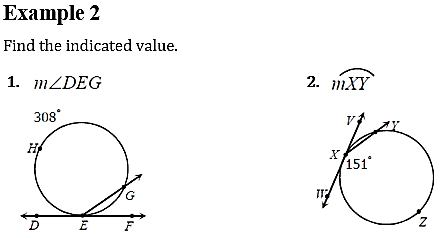 Example 2
Find the indicated value.
1. m∠DEG
2. mXY
308°
H
G
D
E
F
V
Y
X
151°
W
Z